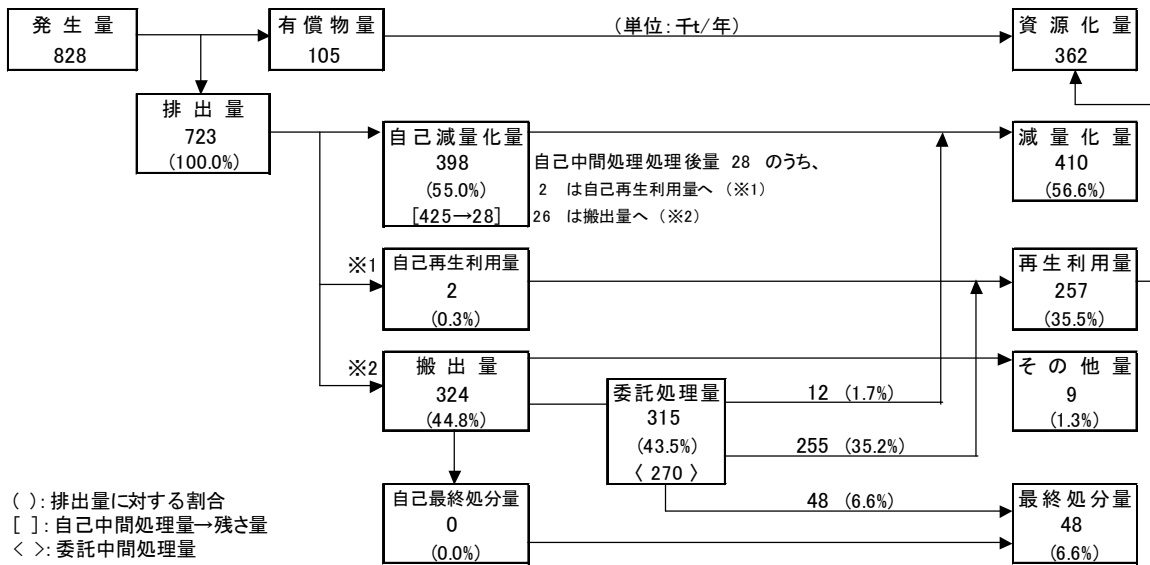 発生量
828
有償物量
105
(単位:千t/年)
資源化量
362
排出量
723
(100.0%)
自己減量化量
398
(55.0%)
[425→28]
自己中間処理処理後量 28 のうち、
2 は自己再生利用量へ (※1)
26 は搬出量へ (※2)
減量化量
410
(56.6%)
※1
自己再生利用量
2
(0.3%)
再生利用量
257
(35.5%)
※2
搬出量
324
(44.8%)
委託処理量
315
(43.5%)
〈 270 〉
12 (1.7%)
255 (35.2%)
48 (6.6%)
その他量
9
(1.3%)
自己最終処分量
0
(0.0%)
最終処分量
48
(6.6%)
( ):排出量に対する割合
[ ]:自己中間処理量→残さ量
< >:委託中間処理量